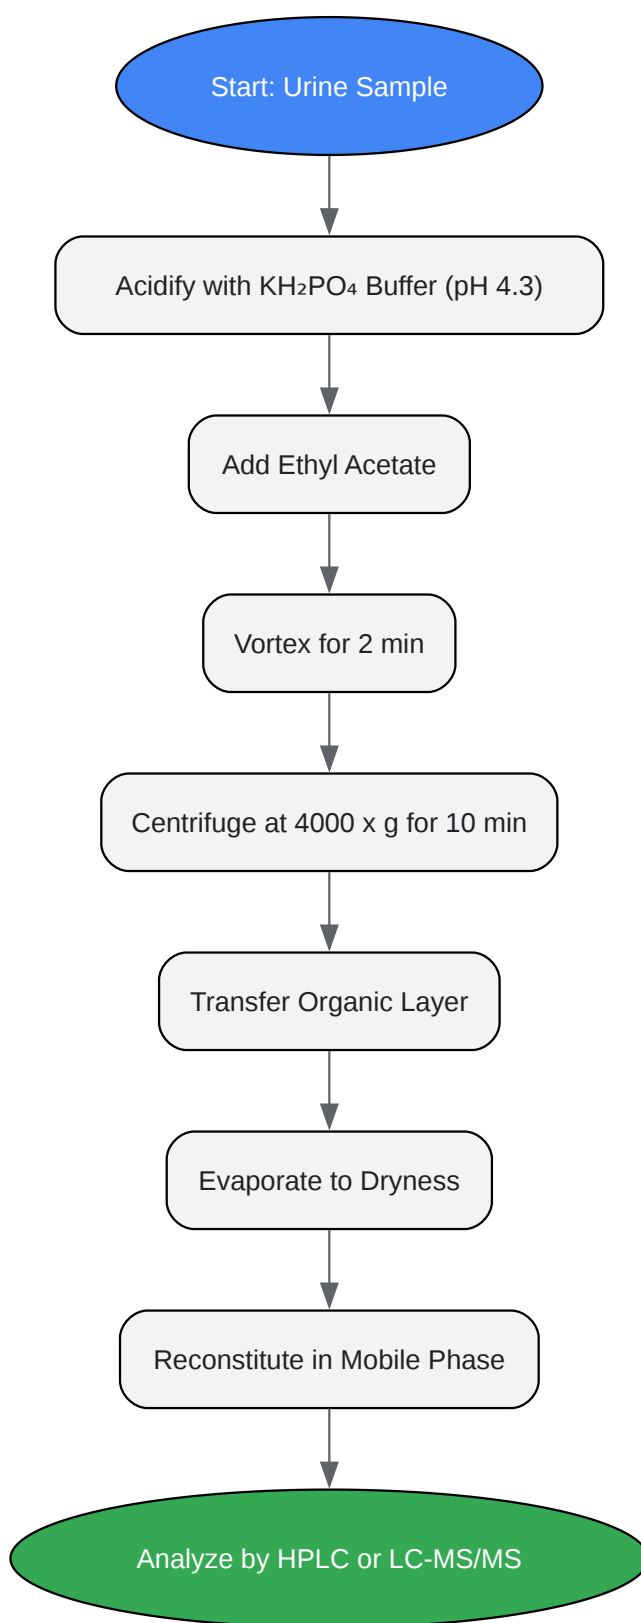 Start: Urine Sample
Acidify with KH₂PO₄ Buffer (pH 4.3)
Add Ethyl Acetate
Vortex for 2 min
Centrifuge at 4000 x g for 10 min
Transfer Organic Layer
Evaporate to Dryness
Reconstitute in Mobile Phase
Analyze by HPLC or LC-MS/MS